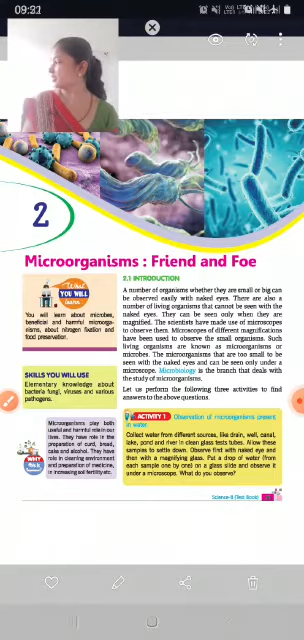 09:21
2
Microorganisms : Friend and Foe
What
YOU WILL
learn
You will learn about microbes,
beneficial and harmful microorga-
nisms, about nitrogen fixation and
food preservation.
SKILLS YOU WILL USE
Elementary knowledge about
bacteria fungi, viruses and various
pathogens.
WHY
Microorganisms play both
useful and harmful role in our
lives. They have role in the
preparation of curd, bread,
cake and alcohol. They have
role in cleaning environment
and preparation of medicine,
in increasing soil fertility etc.
2.1 INTRODUCTION
A number of organisms whether they are small or big can
be observed easily with naked eyes. There are also a
number of living organisms that cannot be seen with the
naked eyes. They can be seen only when they are
magnified. The scientists have made use of microscopes
to observe them. Microscopes of different magnifications
have been used to observe the small organisms. Such
living organisms are known as microorganisms or
microbes. The microorganisms that are too small to be
seen with the naked eyes and can be seen only under a
microscope. Microbiology is the branch that deals with
the study of microorganisms.
Let us perform the following three activities to find
answers to the above questions.
ACTIVITY 1 Observation of microorganisms present
in water.
Collect water from different sources, like drain, well, canal,
lake, pond and river in clean glass tests tubes. Allow these
samples to settle down. Observe first with naked eye and
then with a magnifying glass. Put a drop of water (from
each sample one by one) on a glass slide and observe it
under a microscope. What do you observe?
Science-8 (Text Book)